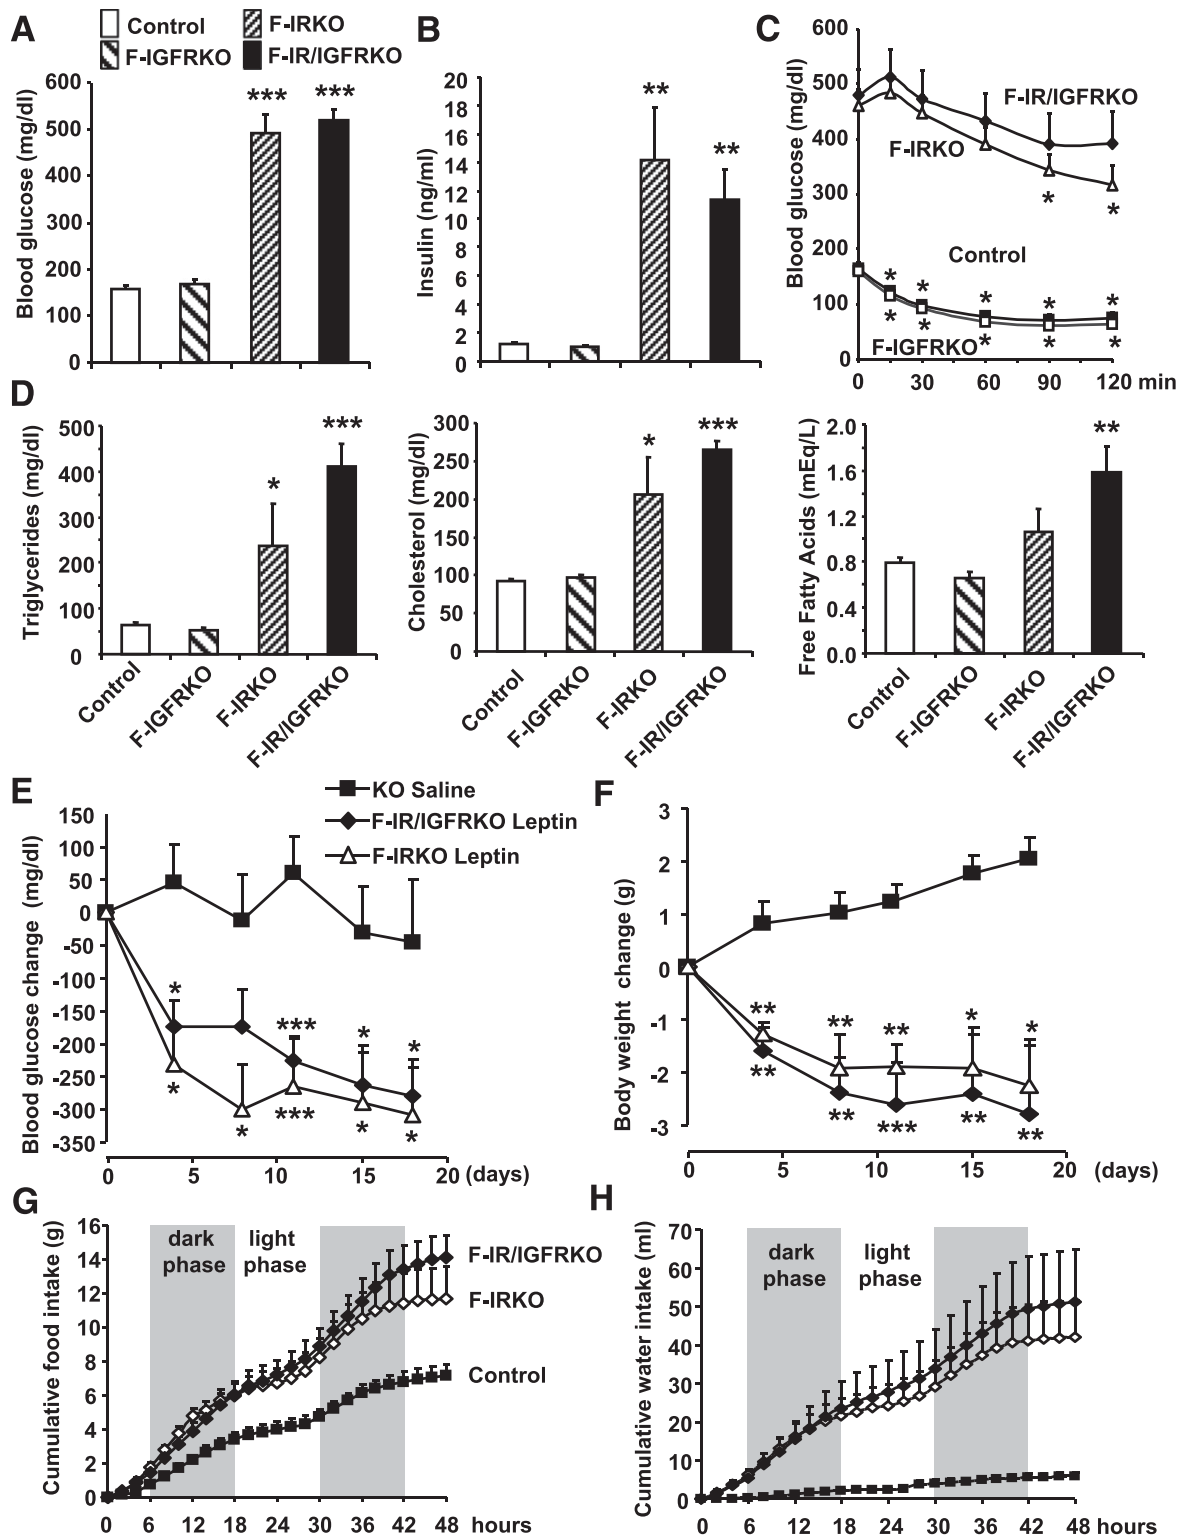 A
Control
F-IRKO
F-IGFRKO
F-IR/IGFRKO
Blood glucose (mg/dl)
600
500
400
300
200
100
0
***
***
B
Insulin (ng/ml)
20
18
16
14
12
10
8
6
4
2
0
**
**
C
Blood glucose (mg/dl)
600
500
400
300
200
100
0
F-IR/IGFRKO
F-IRKO
* *
Control
* * * * *
* * * * *
F-IGFRKO
0 30 60 90 120 min
D
Triglycerides (mg/dl)
500
400
300
200
100
0
*
***
Control
F-IGFRKO
F-IRKO
F-IR/IGFRKO
Cholesterol (mg/dl)
300
250
200
150
100
50
0
*
***
Control
F-IGFRKO
F-IRKO
F-IR/IGFRKO
Free Fatty Acids (mEq/L)
2.0
1.6
1.2
0.8
0.4
0.0
**
Control
F-IGFRKO
F-IRKO
F-IR/IGFRKO
E
KO Saline
F-IR/IGFRKO Leptin
F-IRKO Leptin
Blood glucose change (mg/dl)
150
100
50
0
-50
-100
-150
-200
-250
-300
-350
* *** * *
* * *** * *
0 5 10 15 20 (days)
F
Body weight change (g)
3
2
1
0
-1
-2
-3
** ** ** * *
** ** *** ** **
0 5 10 15 20 (days)
G
Cumulative food intake (g)
16
14
12
10
8
6
4
2
0
dark
phase
light
phase
F-IR/IGFRKO
F-IRKO
Control
0 6 12 18 24 30 36 42 48 hours
H
Cumulative water intake (ml)
70
60
50
40
30
20
10
0
dark
phase
light
phase
0 6 12 18 24 30 36 42 48